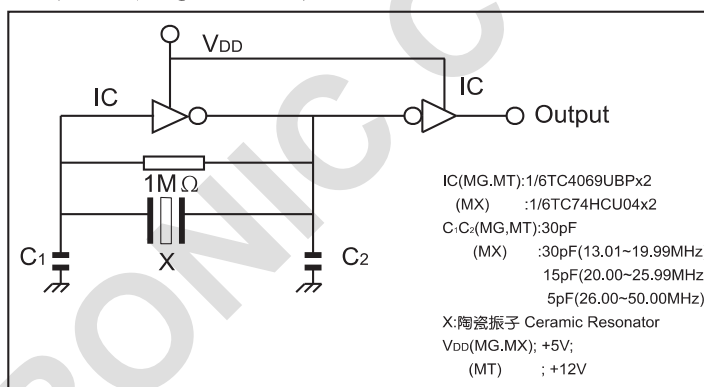 VDD
IC
IC
Output
1MΩ
C1
X
C2
IC(MG.MT):1/6TC4069UBPx2
(MX) :1/6TC74HCU04x2
C1C2(MG,MT):30pF
(MX) :30pF(13.01~19.99MHz
15pF(20.00~25.99MHz
5pF(26.00~50.00MHz)
X:陶瓷振子 Ceramic Resonator
VDD(MG.MX); +5V;
(MT) ; +12V
RONIC C